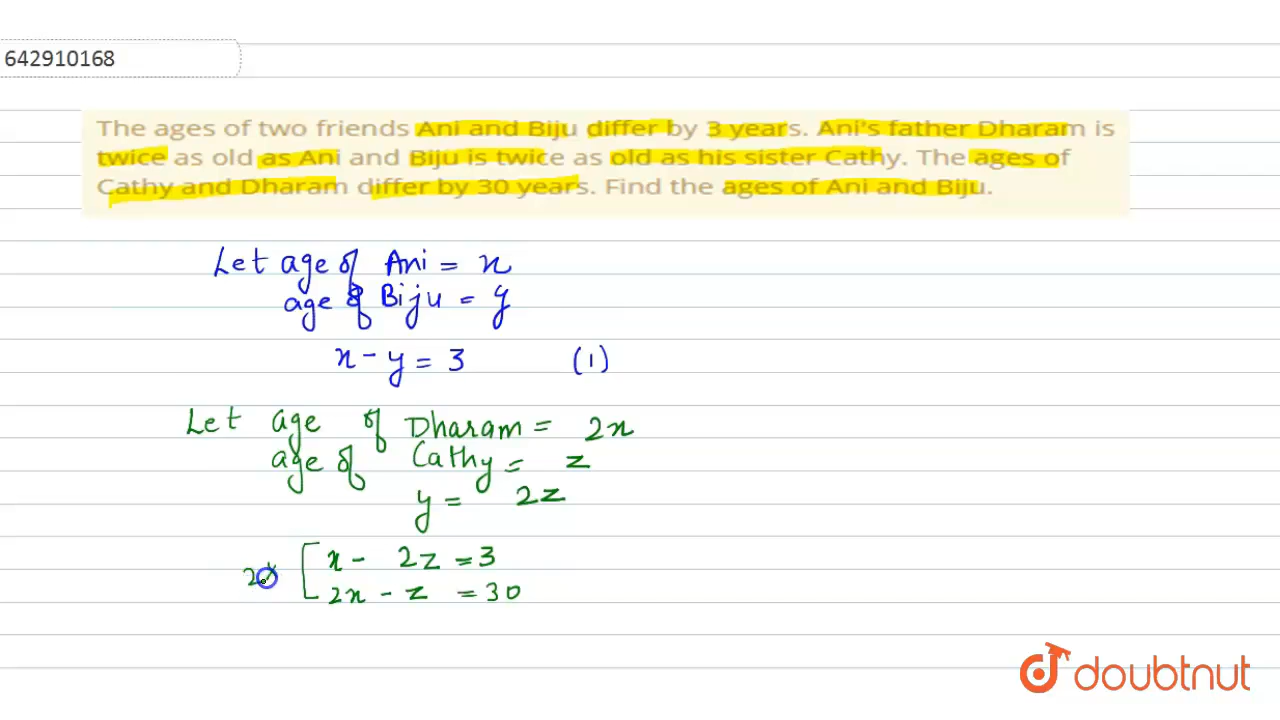 642910168
The ages of two friends Ani and Biju differ by 3 years. Ani's father Dharam is
twice as old as Ani and Biju is twice as old as his sister Cathy. The ages of
Cathy and Dharam differ by 30 years. Find the ages of Ani and Biju.
Let age of Ani = x
age of Biju = y
x - y = 3 (1)
Let age of Dharam = 2x
age of Cathy = z
y = 2z
x - 2z = 3
2x
2x - z = 30
doubtnut